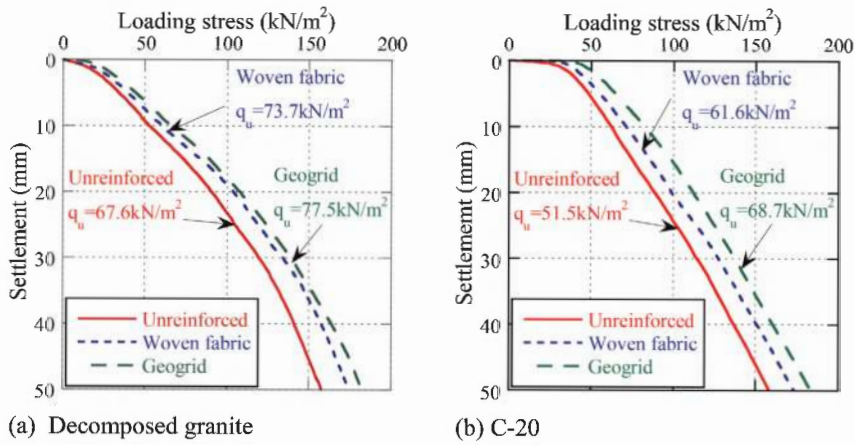 Loading stress (kN/m²)
0 50 100 150 200
0
10
20
30
40
50
Settlement (mm)
Woven fabric
qᵤ=73.7kN/m²
Unreinforced
qᵤ=67.6kN/m²
Geogrid
qᵤ=77.5kN/m²
Unreinforced
Woven fabric
Geogrid
(a) Decomposed granite
Loading stress (kN/m²)
0 50 100 150 200
0
10
20
30
40
50
Settlememt (mm)
Woven fabric
qᵤ=61.6kN/m²
Unreinforced
qᵤ=51.5kN/m²
Geogrid
qᵤ=68.7kN/m²
Unreinforced
Woven fabric
Geogrid
(b) C-20